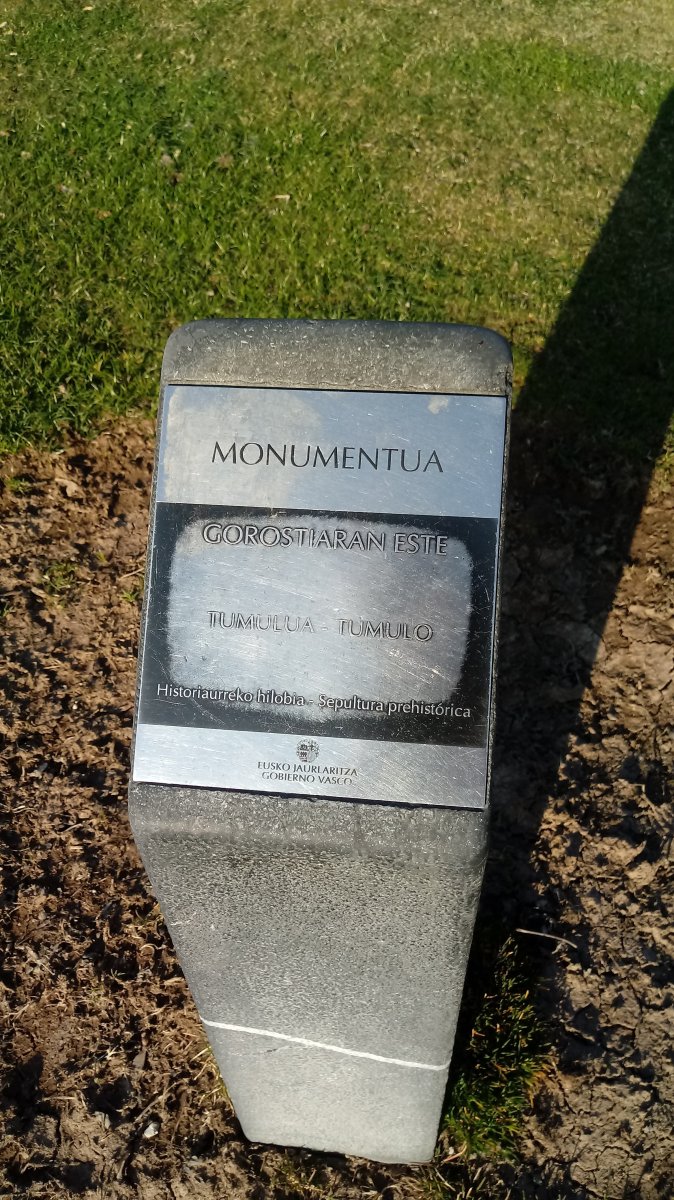 MONUMENTUA
GOROSTIARAN ESTE
TUMULUA - TUMULO
Historiaurreko hilobia - Sepultura prehistórica
EUSKO JAURLARITZA
GOBIERNO VASCO